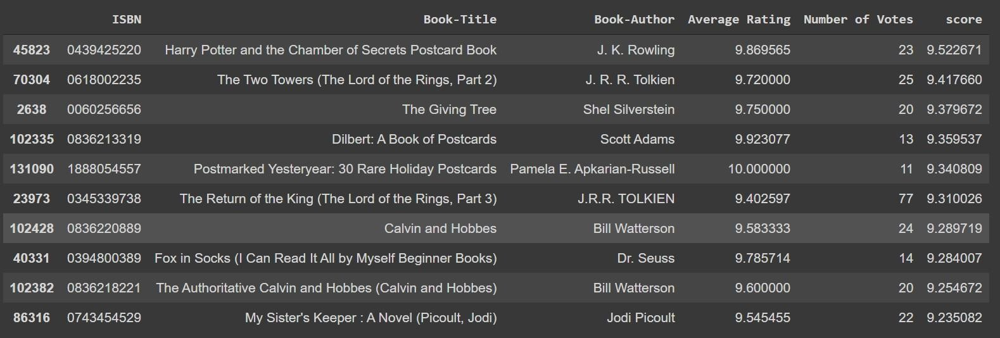 ISBN Book-Title Book-Author Average Rating Number of Votes score
45823 0439425220 Harry Potter and the Chamber of Secrets Postcard Book J. K. Rowling 9.869565 23 9.522671
70304 0618002235 The Two Towers (The Lord of the Rings, Part 2) J. R. R. Tolkien 9.720000 25 9.417660
2638 0060256656 The Giving Tree Shel Silverstein 9.750000 20 9.379672
102335 0836213319 Dilbert: A Book of Postcards Scott Adams 9.923077 13 9.359537
131090 1888054557 Postmarked Yesteryear: 30 Rare Holiday Postcards Pamela E. Apkarian-Russell 10.000000 11 9.340809
23973 0345339738 The Return of the King (The Lord of the Rings, Part 3) J.R.R. TOLKIEN 9.402597 77 9.310026
102428 0836220889 Calvin and Hobbes Bill Watterson 9.583333 24 9.289719
40331 0394800389 Fox in Socks (I Can Read It All by Myself Beginner Books) Dr. Seuss 9.785714 14 9.284007
102382 0836218221 The Authoritative Calvin and Hobbes (Calvin and Hobbes) Bill Watterson 9.600000 20 9.254672
86316 0743454529 My Sister's Keeper : A Novel (Picoult, Jodi) Jodi Picoult 9.545455 22 9.235082